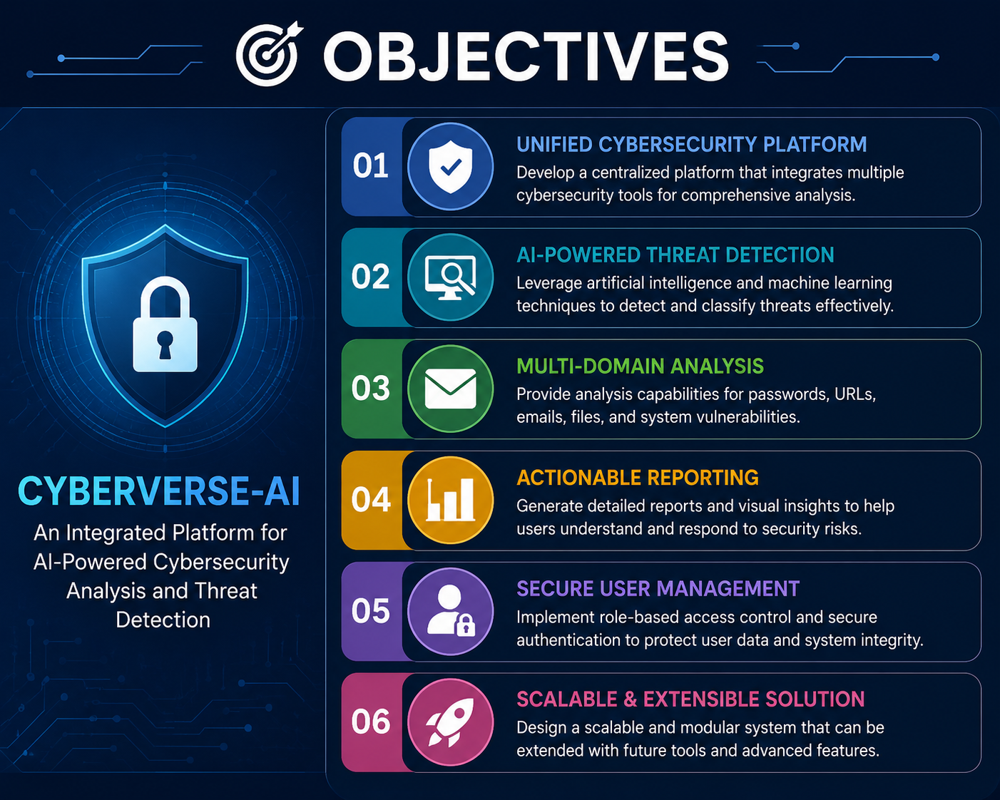 OBJECTIVES
CYBERVERSE-AI
An Integrated Platform for
AI-Powered Cybersecurity
Analysis and Threat
Detection
01
UNIFIED CYBERSECURITY PLATFORM
Develop a centralized platform that integrates multiple
cybersecurity tools for comprehensive analysis.
02
AI-POWERED THREAT DETECTION
Leverage artificial intelligence and machine learning
techniques to detect and classify threats effectively.
03
MULTI-DOMAIN ANALYSIS
Provide analysis capabilities for passwords, URLs,
emails, files, and system vulnerabilities.
04
ACTIONABLE REPORTING
Generate detailed reports and visual insights to help
users understand and respond to security risks.
05
SECURE USER MANAGEMENT
Implement role-based access control and secure
authentication to protect user data and system integrity.
06
SCALABLE & EXTENSIBLE SOLUTION
Design a scalable and modular system that can be
extended with future tools and advanced features.